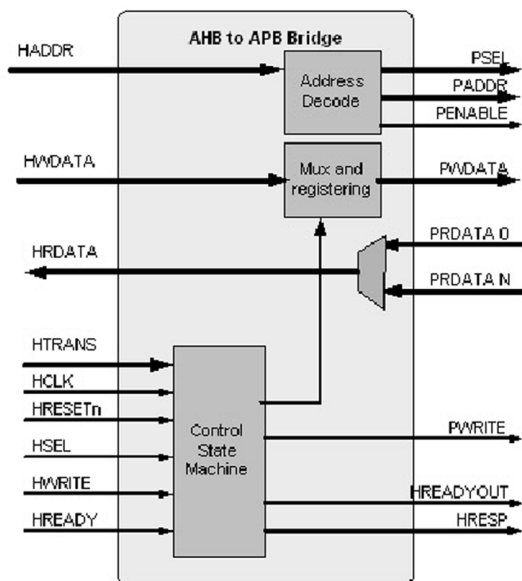 AHB to APB Bridge
HADDR
Address
Decode
PSEL
PADDR
PENABLE
HWDATA
Mux and
registering
PWDATA
HRDATA
PRDATA 0
PRDATA N
HTRANS
HCLK
HRESETn
HSEL
HWRITE
HREADY
Control
State
Machine
PWRITE
HREADYOUT
HRESP